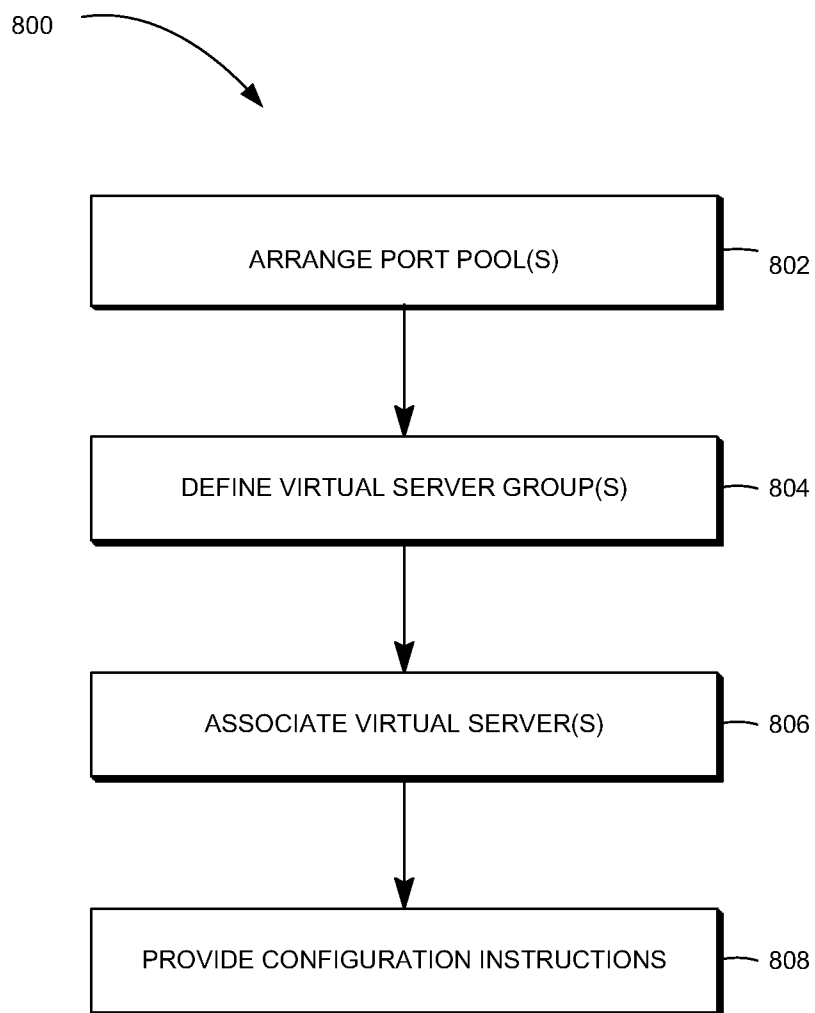 800
ARRANGE PORT POOL(S)
802
DEFINE VIRTUAL SERVER GROUP(S)
804
ASSOCIATE VIRTUAL SERVER(S)
806
PROVIDE CONFIGURATION INSTRUCTIONS
808